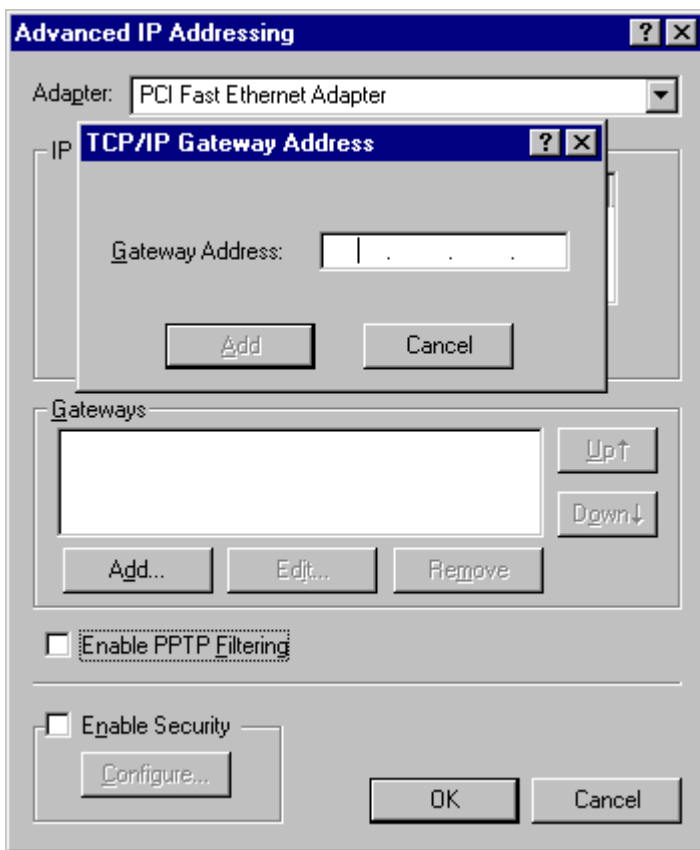 Advanced IP Addressing
Adapter: PCI Fast Ethernet Adapter
IP
TCP/IP Gateway Address
Gateway Address: . . .
Add Cancel
Gateways
Up↑
Down↓
Add... Edit... Remove
Enable PPTP Filtering
Enable Security
Configure...
OK Cancel